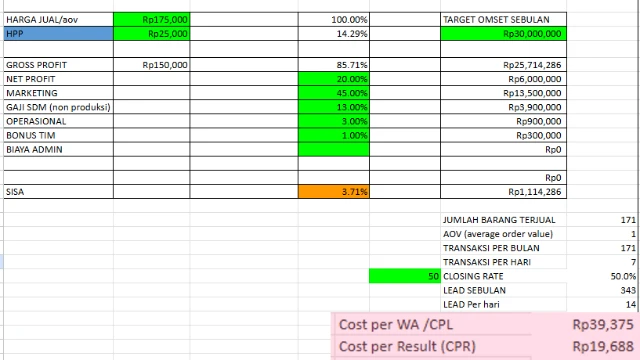 HARGA JUAL/aov Rp175,000 100.00% TARGET OMSET SEBULAN
HPP Rp25,000 14.29% Rp30,000,000
GROSS PROFIT Rp150,000 85.71% Rp25,714,286
NET PROFIT 20.00% Rp6,000,000
MARKETING 45.00% Rp13,500,000
GAJI SDM (non produksi) 13.00% Rp3,900,000
OPERASIONAL 3.00% Rp900,000
BONUS TIM 1.00% Rp300,000
BIAYA ADMIN Rp0
Rp0
SISA 3.71% Rp1,114,286
JUMLAH BARANG TERJUAL 171
AOV (average order value) 1
TRANSAKSI PER BULAN 171
TRANSAKSI PER HARI 7
50 CLOSING RATE 50.0%
LEAD SEBULAN 343
LEAD Per hari 14
Cost per WA /CPL Rp39,375
Cost per Result (CPR) Rp19,688